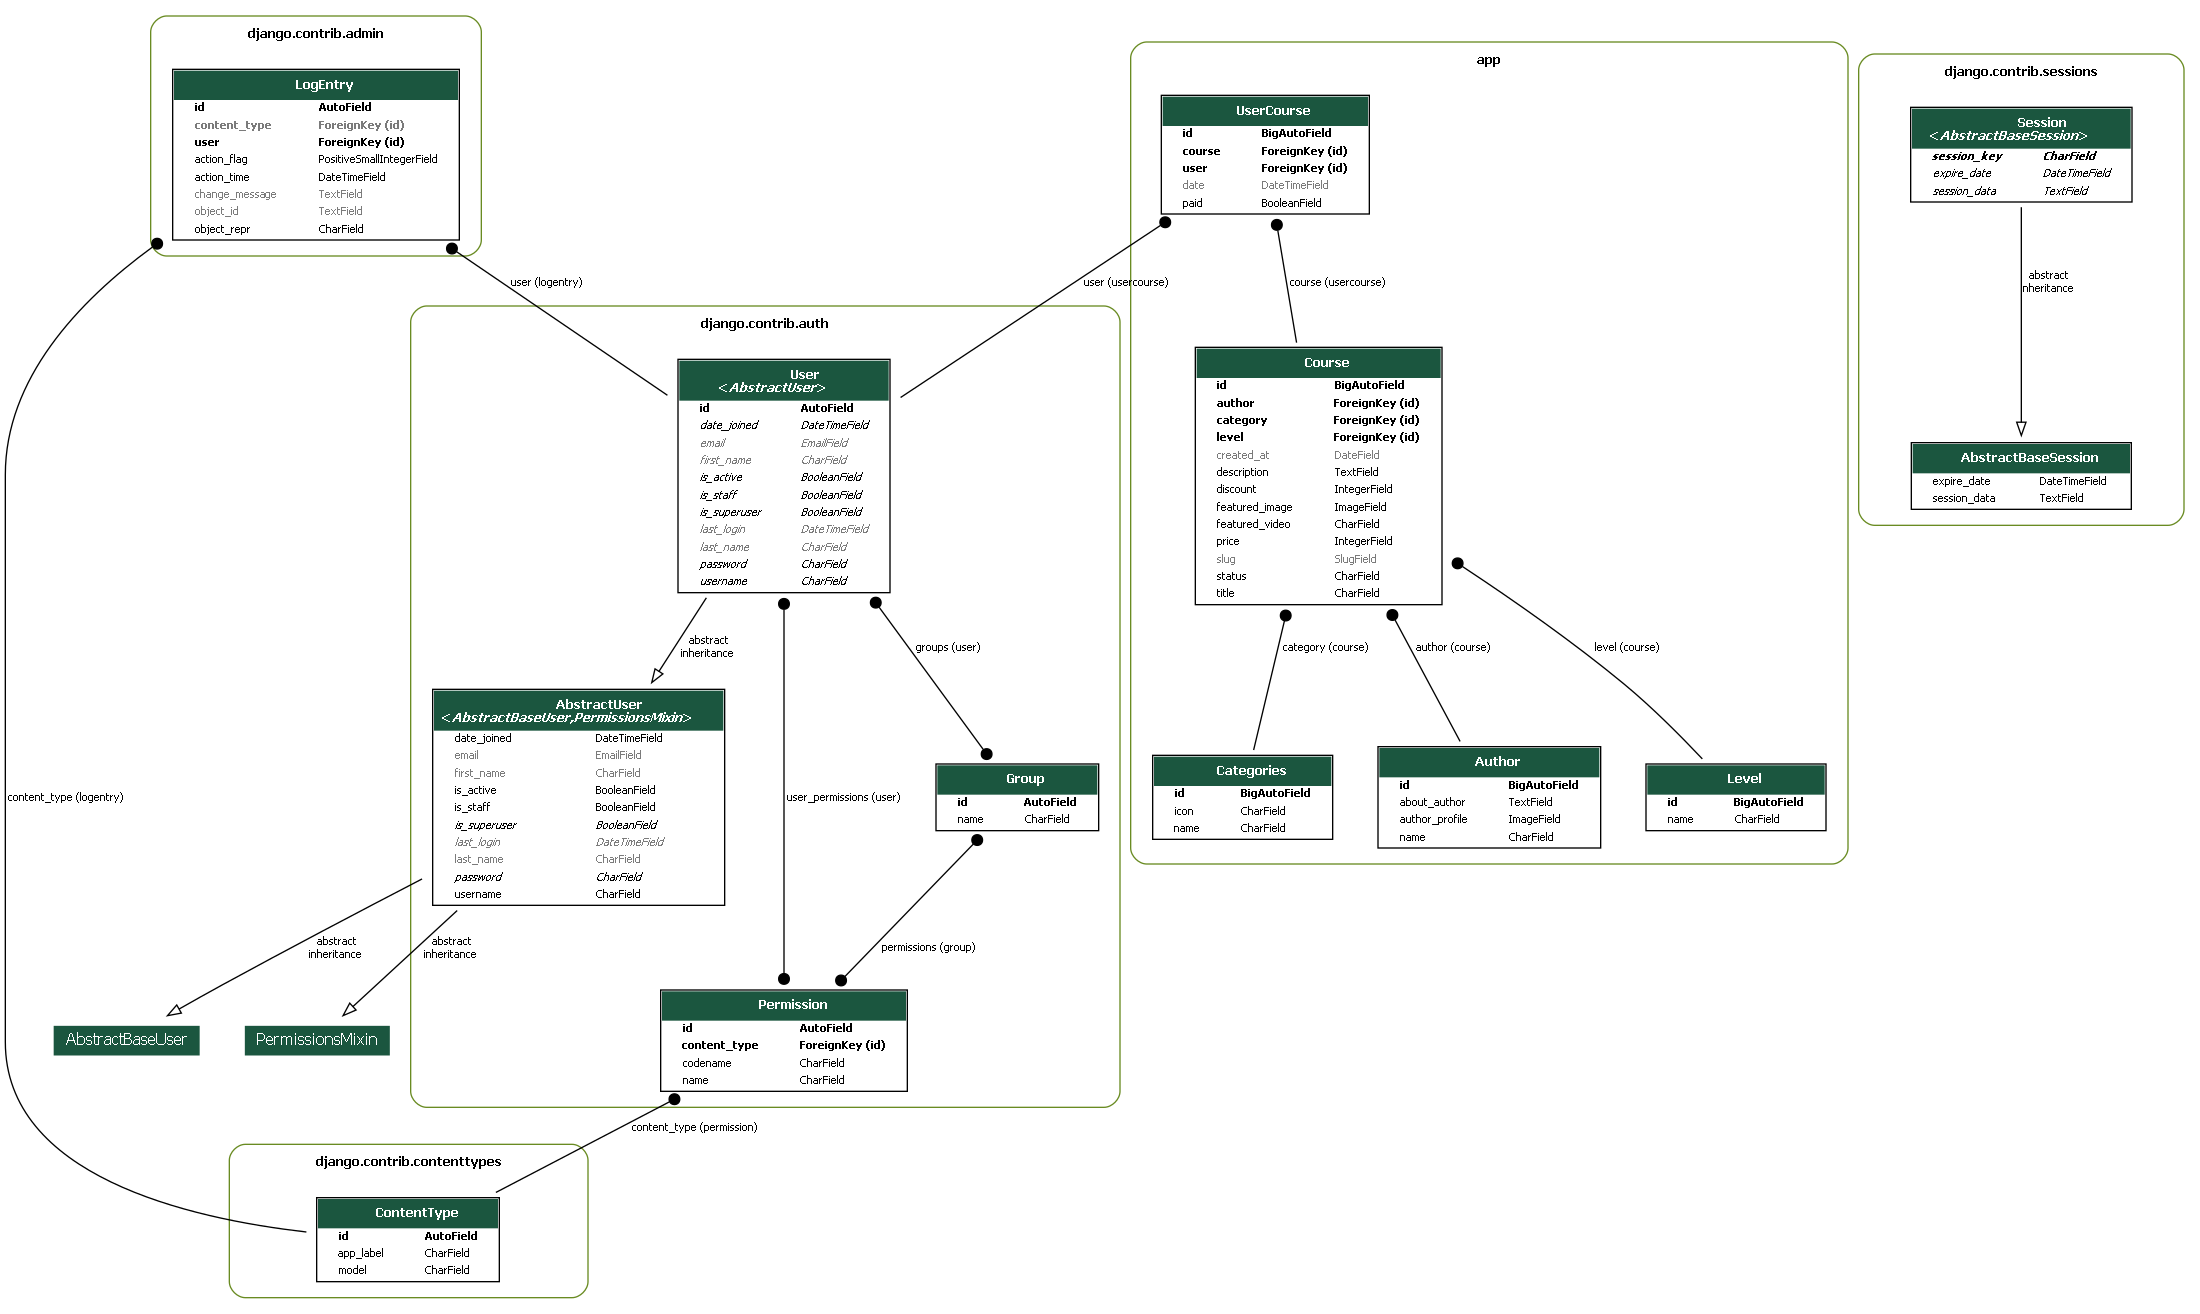 django.contrib.admin
LogEntry
id AutoField
content_type ForeignKey (id)
user ForeignKey (id)
action_flag PositiveSmallIntegerField
action_time DateTimeField
change_message TextField
object_id TextField
object_repr CharField
app
UserCourse
id BigAutoField
course ForeignKey (id)
user ForeignKey (id)
date DateTimeField
paid BooleanField
django.contrib.sessions
Session
<AbstractBaseSession>
session_key CharField
expire_date DateTimeField
session_data TextField
user (logentry)
user (usercourse)
course (usercourse)
abstract
nheritance
django.contrib.auth
User
<AbstractUser>
id AutoField
date_joined DateTimeField
email EmailField
first_name CharField
is_active BooleanField
is_staff BooleanField
is_superuser BooleanField
last_login DateTimeField
last_name CharField
password CharField
username CharField
Course
id BigAutoField
author ForeignKey (id)
category ForeignKey (id)
level ForeignKey (id)
created_at DateField
description TextField
discount IntegerField
featured_image ImageField
featured_video CharField
price IntegerField
slug SlugField
status CharField
title CharField
AbstractBaseSession
expire_date DateTimeField
session_data TextField
abstract
inheritance
groups (user)
category (course)
author (course)
level (course)
AbstractUser
<AbstractBaseUser,PermissionsMixin>
date_joined DateTimeField
email EmailField
first_name CharField
is_active BooleanField
is_staff BooleanField
is_superuser BooleanField
last_login DateTimeField
last_name CharField
password CharField
username CharField
content_type (logentry)
user_permissions (user)
Group
id AutoField
name CharField
Categories
id BigAutoField
icon CharField
name CharField
Author
id BigAutoField
about_author TextField
author_profile ImageField
name CharField
Level
id BigAutoField
name CharField
abstract
inheritance
abstract
inheritance
permissions (group)
AbstractBaseUser
PermissionsMixin
Permission
id AutoField
content_type ForeignKey (id)
codename CharField
name CharField
content_type (permission)
django.contrib.contenttypes
ContentType
id AutoField
app_label CharField
model CharField